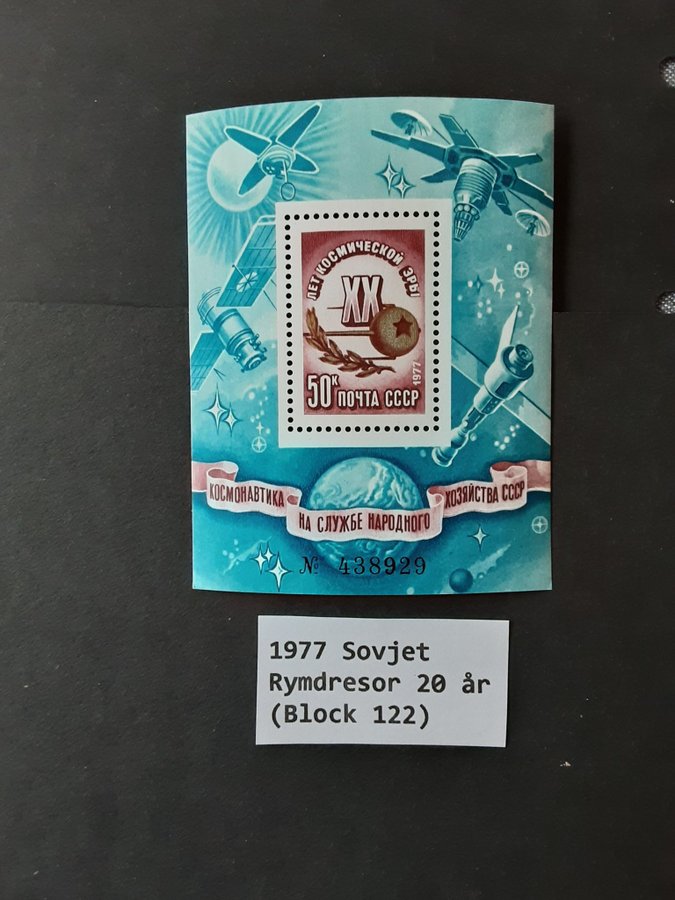 ЛЕТ КОСМИЧЕСКОЙ ЭРЫ
XX
1977
50К ПОЧТА СССР
КОСМОНАВТИКА
НА СЛУЖБЕ НАРОДНОГО
ХОЗЯЙСТВА СССР
№ 438929
1977 Sovjet
Rymdresor 20 år
(Block 122)